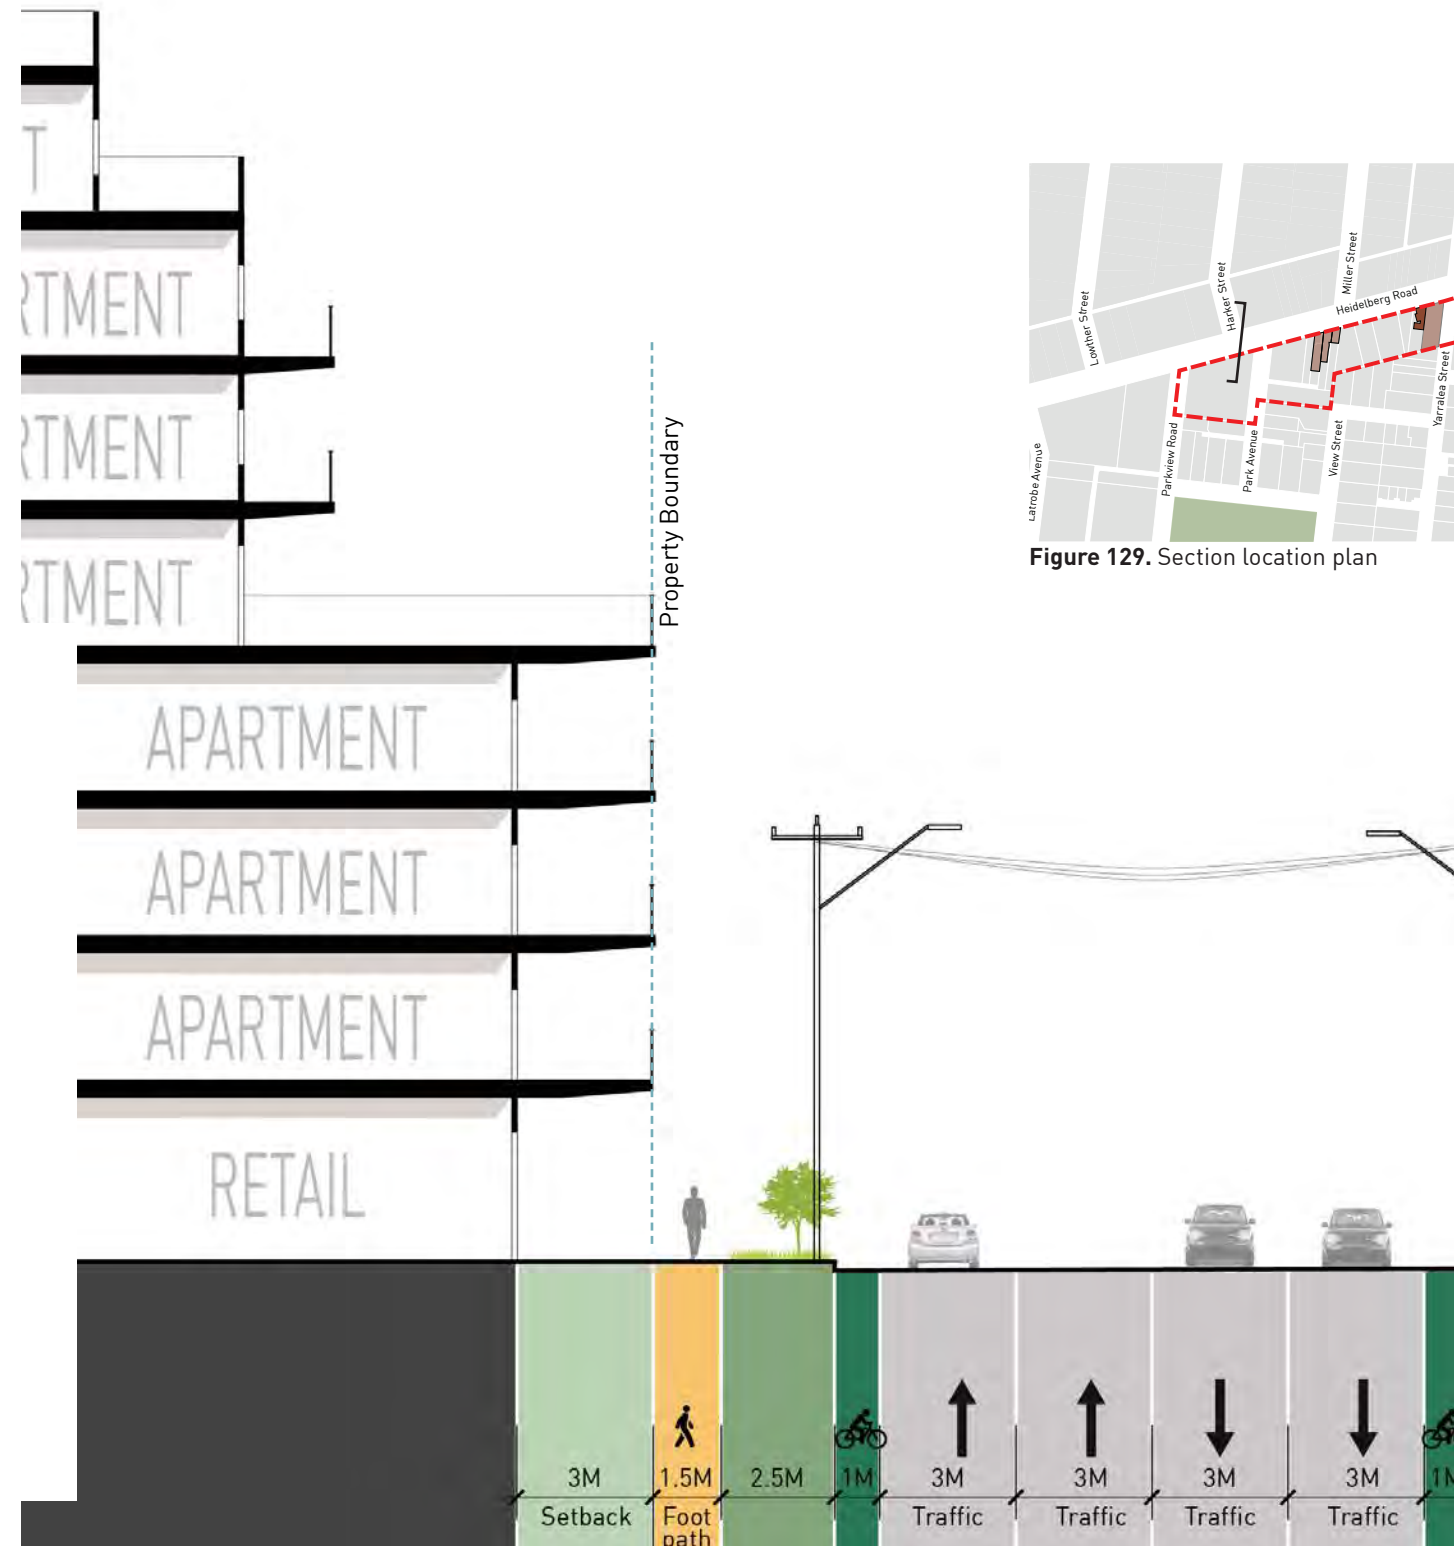 T
RTMENT
RTMENT
RTMENT
APARTMENT
APARTMENT
APARTMENT
RETAIL
Property Boundary
Lowther Street
Harker Street
Miller Street
Heidelberg Road
Latrobe Avenue
Parkview Road
Park Avenue
View Street
Yarralea Street
Figure 129. Section location plan
3M
1.5M
2.5M
1M
3M
3M
3M
3M
1M
Setback
Foot
path
Traffic
Traffic
Traffic
Traffic